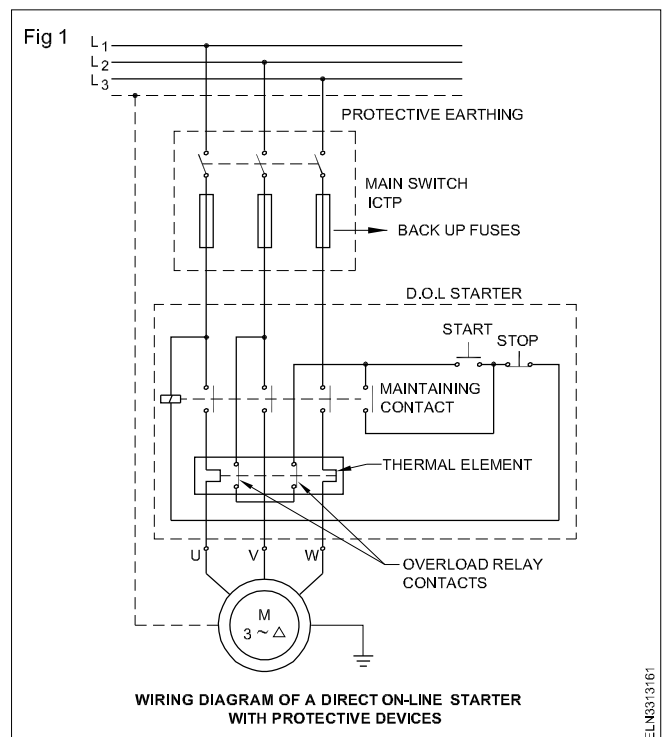 Fig 1
L1
L2
L3
PROTECTIVE EARTHING
MAIN SWITCH
ICTP
BACK UP FUSES
D.O.L STARTER
START
STOP
MAINTAINING
CONTACT
THERMAL ELEMENT
U V W
OVERLOAD RELAY
CONTACTS
M
3 ~ △
WIRING DIAGRAM OF A DIRECT ON-LINE STARTER
WITH PROTECTIVE DEVICES
ELN3313161